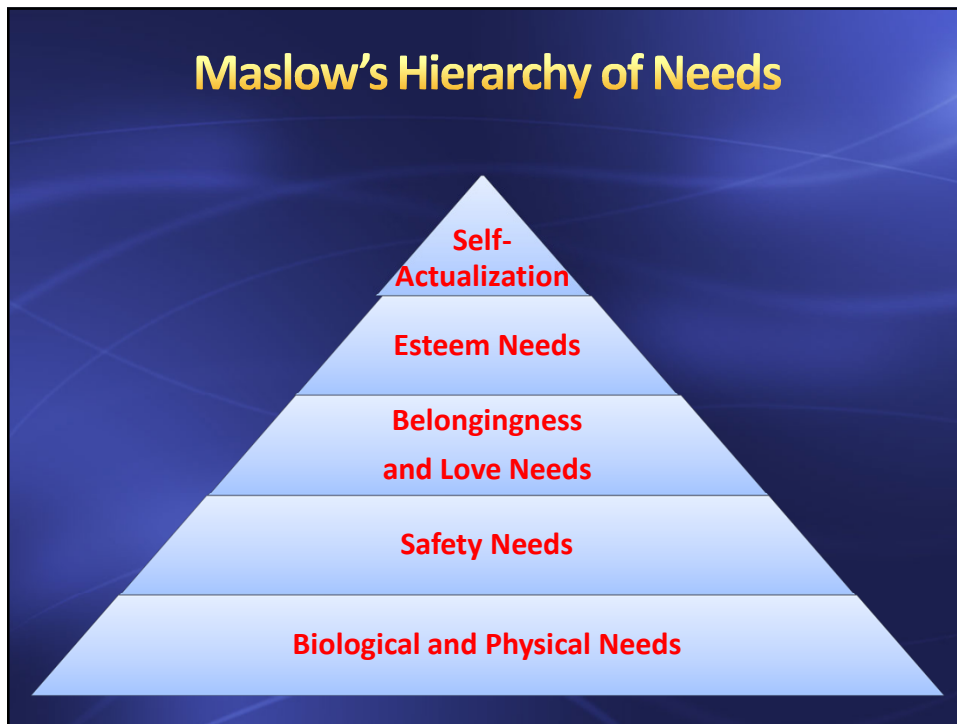 Maslow’s Hierarchy of Needs
Self-
Actualization
Esteem Needs
Belongingness
and Love Needs
Safety Needs
Biological and Physical Needs